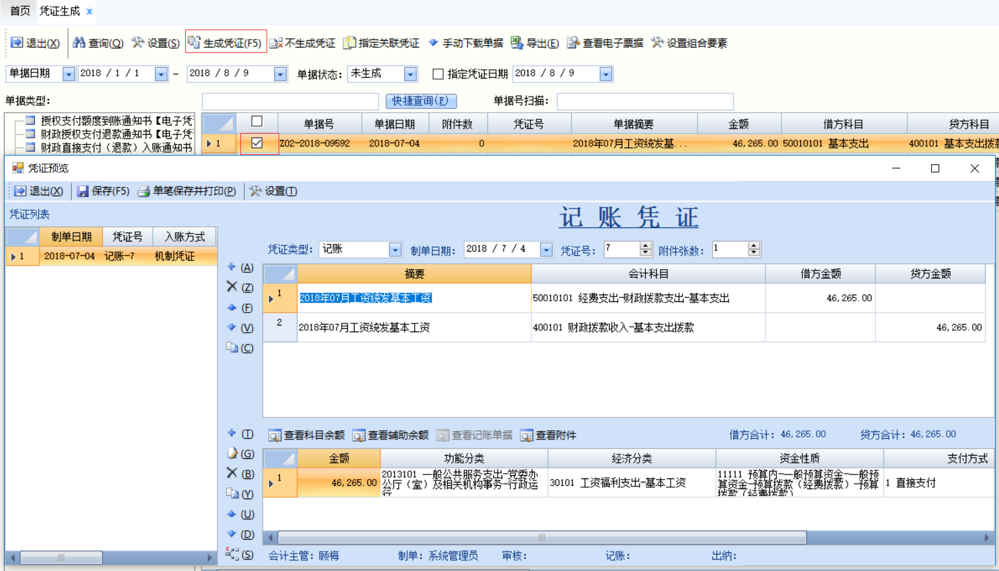 首页 凭证生成 x
退出(X) 查询(Q) 设置(S) 生成凭证(F5) 不生成凭证 指定关联凭证 手动下载单据 导出(E) 查看电子票据 设置组合要素
单据日期 2018 / 1 / 1 - 2018 / 8 / 9 单据状态： 未生成 指定凭证日期 2018 / 8 / 9
单据类型： 快捷查询(F) 单据号扫描：
授权支付额度到账通知书【电子凭
财政授权支付退款通知书【电子凭
财政直接支付（退款）入账通知书
单据号 单据日期 附件数 凭证号 单据摘要 金额 借方科目 贷方科目
1 Z02-2018-09592 2018-07-04 0 2018年07月工资统发基... 46,265.00 50010101 基本支出 400101 基本支出拨款
凭证预览
退出(X) 保存(F5) 单笔保存并打印(P) 设置(T)
凭证列表
制单日期 凭证号 入账方式
1 2018-07-04 记账-7 机制凭证
记 账 凭 证
凭证类型： 记账 制单日期： 2018 / 7 / 4 凭证号： 7 附件张数： 1
(A)
(Z)
(F)
(V)
(C)
摘要 会计科目 借方金额 贷方金额
1 2018年07月工资统发基本工资 50010101 经费支出-财政拨款支出-基本支出 46,265.00
2 2018年07月工资统发基本工资 400101 财政拨款收入-基本支出拨款 46,265.00
(T) 查看科目余额 查看辅助余额 查看记账单据 查看附件 借方合计：46,265.00 贷方合计：46,265.00
(G)
(B)
(Y)
(U)
(D)
(S)
金额 功能分类 经济分类 资金性质 支付方式
1 46,265.00 2013101 一般公共服务支出-党委办公厅（室）及相关机构事务-行政运行 30101 工资福利支出-基本工资 11111 预算内-一般预算资金-一般预算资金-预算拨款（经费拨款）-预算拨款（经费拨款） 1 直接支付
会计主管：顾梅 制单：系统管理员 审核： 记账： 出纳：